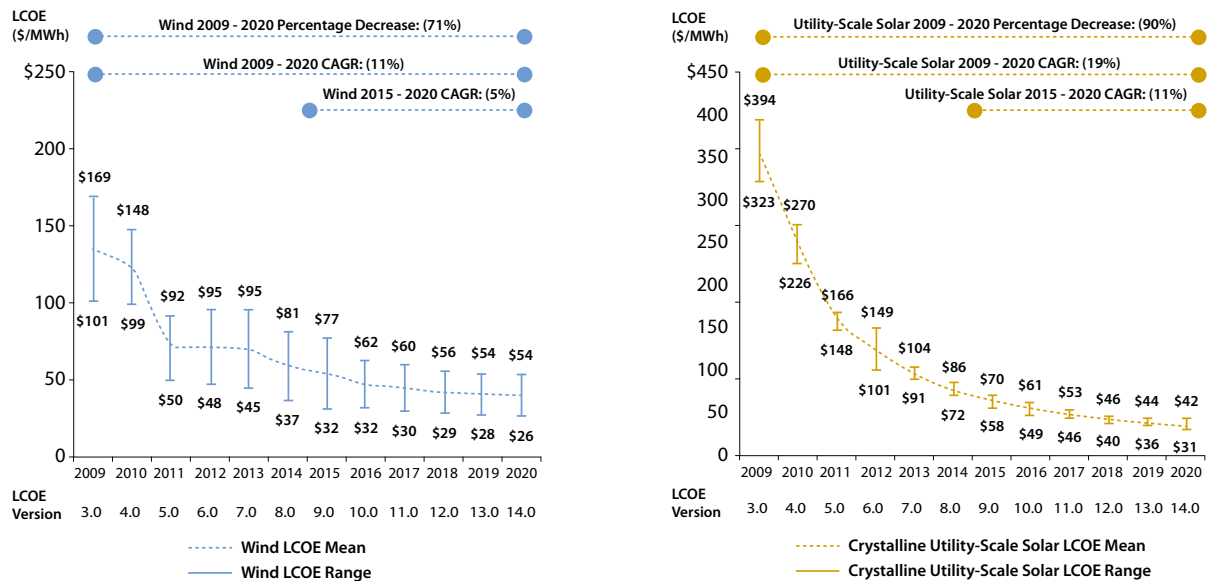 LCOE
($/MWh)
Wind 2009 - 2020 Percentage Decrease: (71%)
Wind 2009 - 2020 CAGR: (11%)
Wind 2015 - 2020 CAGR: (5%)
$250
200
150
100
50
0
$169
$148
$92
$95
$95
$81
$77
$62
$60
$56
$54
$54
$101
$99
$50
$48
$45
$37
$32
$32
$30
$29
$28
$26
2009 2010 2011 2012 2013 2014 2015 2016 2017 2018 2019 2020
LCOE
Version
3.0 4.0 5.0 6.0 7.0 8.0 9.0 10.0 11.0 12.0 13.0 14.0
Wind LCOE Mean
Wind LCOE Range
LCOE
($/MWh)
Utility-Scale Solar 2009 - 2020 Percentage Decrease: (90%)
Utility-Scale Solar 2009 - 2020 CAGR: (19%)
Utility-Scale Solar 2015 - 2020 CAGR: (11%)
$450
400
350
300
250
200
150
100
50
0
$394
$270
$166
$149
$104
$86
$70
$61
$53
$46
$44
$42
$323
$226
$148
$101
$91
$72
$58
$49
$46
$40
$36
$31
2009 2010 2011 2012 2013 2014 2015 2016 2017 2018 2019 2020
LCOE
Version
3.0 4.0 5.0 6.0 7.0 8.0 9.0 10.0 11.0 12.0 13.0 14.0
Crystalline Utility-Scale Solar LCOE Mean
Crystalline Utility-Scale Solar LCOE Range